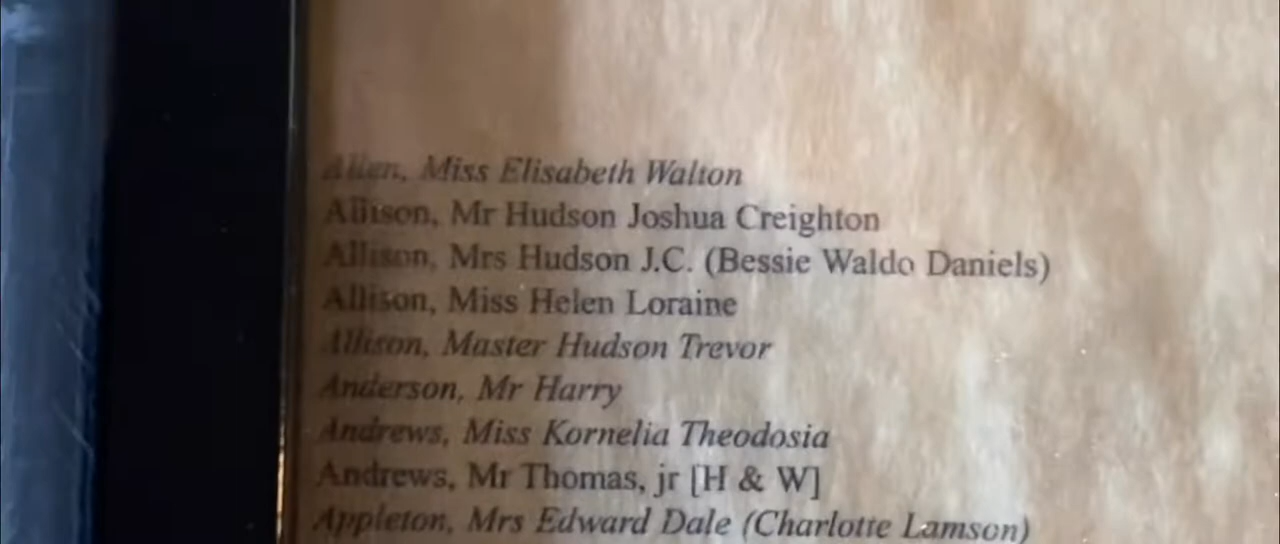 Allen, Miss Elisabeth Walton
Allison, Mr Hudson Joshua Creighton
Allison, Mrs Hudson J.C. (Bessie Waldo Daniels)
Allison, Miss Helen Loraine
Allison, Master Hudson Trevor
Anderson, Mr Harry
Andrews, Miss Kornelia Theodosia
Andrews, Mr Thomas, jr [H & W]
Appleton, Mrs Edward Dale (Charlotte Lamson)